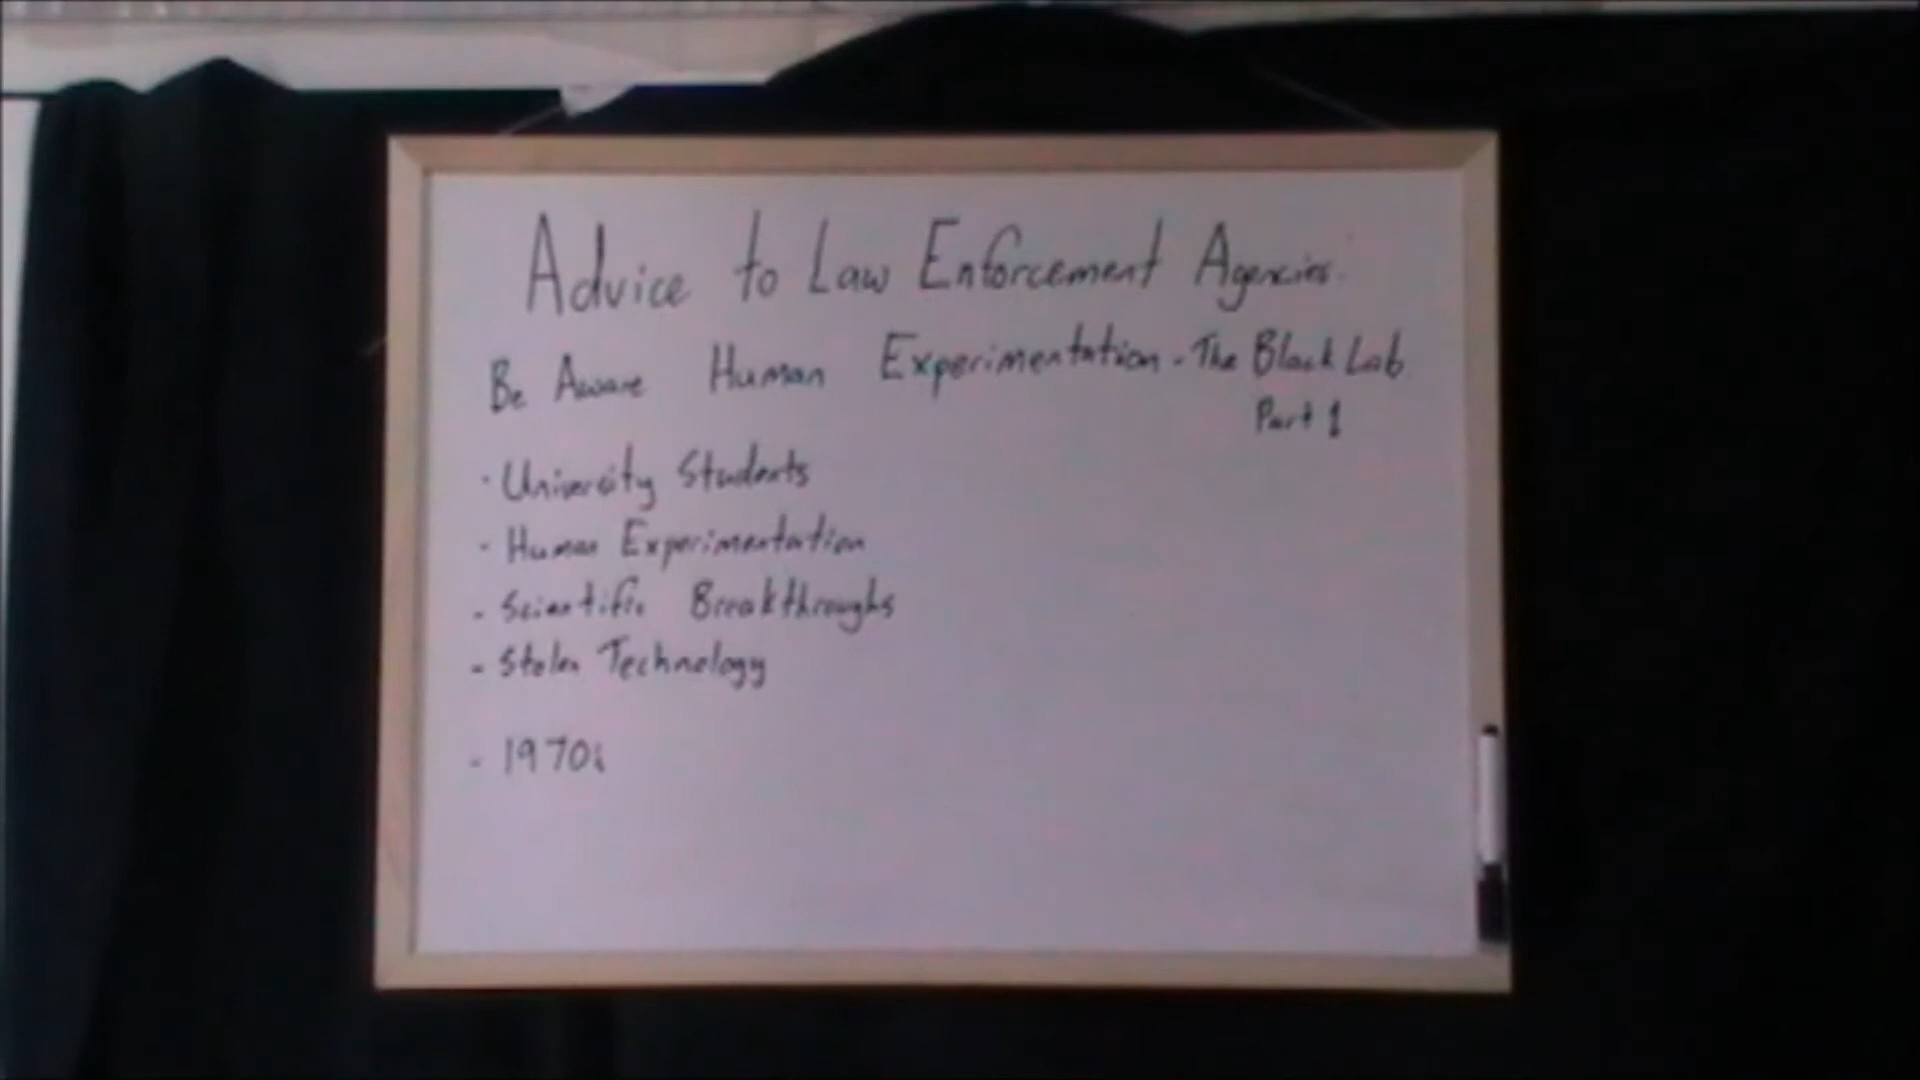 Advice to Law Enforcement Agencies.
Be Aware Human Experimentation - The Black Lab
Part 1
· University Students
· Human Experimentation
- Scientific Breakthroughs
- Stolen Technology
- 1970s